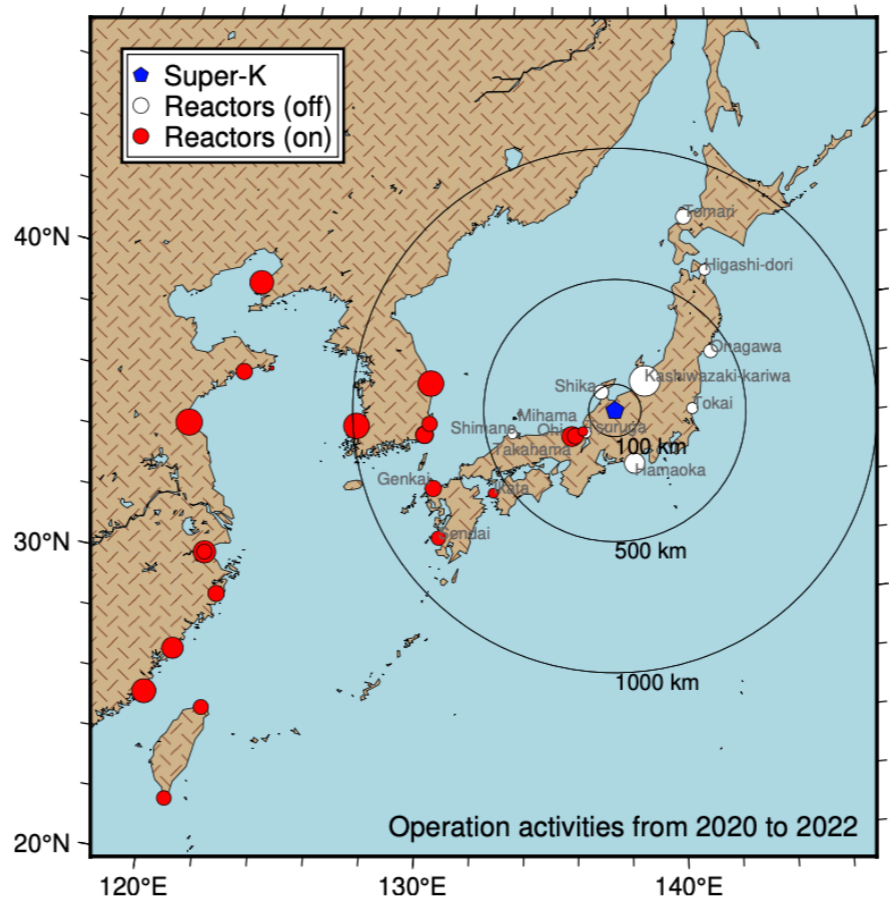 Super-K
Reactors (off)
Reactors (on)
40°N
30°N
20°N
120°E
130°E
140°E
Tomari
Higashi-dori
Onagawa
Kashiwazaki-kariwa
Shika
Tokai
Mihama
Shimane
Ohi
Tsuruga
Takahama
100 km
Hamaoka
Genkai
Ikata
Sendai
500 km
1000 km
Operation activities from 2020 to 2022